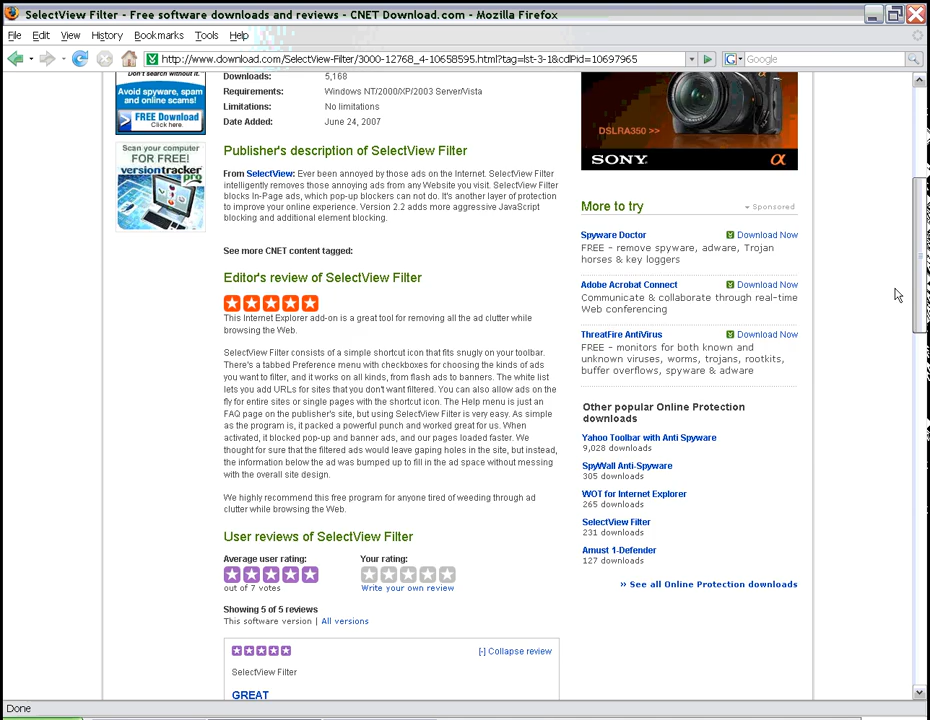 SelectView Filter - Free software downloads and reviews - CNET Download.com - Mozilla Firefox
File Edit View History Bookmarks Tools Help
http://www.download.com/SelectView-Filter/3000-12768_4-10658595.html?tag=lst-3-1&cdlPid=10697965
Google
Don't search without it.
Avoid spyware, spam
and online scams!
FREE Download
Click here.
Scan your computer
FOR FREE!
versiontracker
pro
Downloads: 5,168
Requirements: Windows NT/2000/XP/2003 Server/Vista
Limitations: No limitations
Date Added: June 24, 2007
Publisher's description of SelectView Filter
From SelectView: Ever been annoyed by those ads on the Internet. SelectView Filter
intelligently removes those annoying ads from any Website you visit. SelectView Filter
blocks In-Page ads, which pop-up blockers can not do. It's another layer of protection
to improve your online experience. Version 2.2 adds more aggressive JavaScript
blocking and additional element blocking.
See more CNET content tagged:
Editor's review of SelectView Filter
This Internet Explorer add-on is a great tool for removing all the ad clutter while
browsing the Web.
SelectView Filter consists of a simple shortcut icon that fits snugly on your toolbar.
There's a tabbed Preference menu with checkboxes for choosing the kinds of ads
you want to filter, and it works on all kinds, from flash ads to banners. The white list
lets you add URLs for sites that you don't want filtered. You can also allow ads on the
fly for entire sites or single pages with the shortcut icon. The Help menu is just an
FAQ page on the publisher's site, but using SelectView Filter is very easy. As simple
as the program is, it packed a powerful punch and worked great for us. When
activated, it blocked pop-up and banner ads, and our pages loaded faster. We
thought for sure that the filtered ads would leave gaping holes in the site, but instead,
the information below the ad was bumped up to fill in the ad space without messing
with the overall site design.
We highly recommend this free program for anyone tired of weeding through ad
clutter while browsing the Web.
User reviews of SelectView Filter
Average user rating: Your rating:
out of 7 votes Write your own review
Showing 5 of 5 reviews
This software version | All versions
[-] Collapse review
SelectView Filter
GREAT
α
DSLRA350 >>
SONY α
More to try
Sponsored
Spyware Doctor Download Now
FREE - remove spyware, adware, Trojan
horses & key loggers
Adobe Acrobat Connect Download Now
Communicate & collaborate through real-time
Web conferencing
ThreatFire AntiVirus Download Now
FREE - monitors for both known and
unknown viruses, worms, trojans, rootkits,
buffer overflows, spyware & adware
Other popular Online Protection
downloads
Yahoo Toolbar with Anti Spyware
9,028 downloads
SpyWall Anti-Spyware
305 downloads
WOT for Internet Explorer
265 downloads
SelectView Filter
231 downloads
Amust 1-Defender
127 downloads
» See all Online Protection downloads
Done